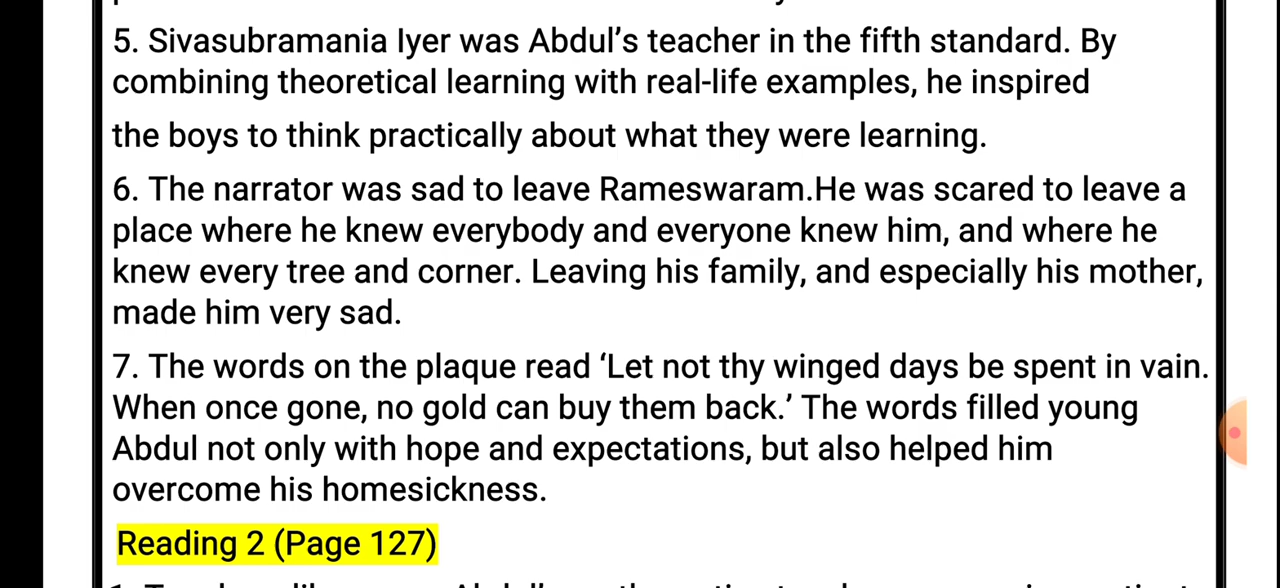 5. Sivasubramania Iyer was Abdul's teacher in the fifth standard. By
combining theoretical learning with real-life examples, he inspired
the boys to think practically about what they were learning.
6. The narrator was sad to leave Rameswaram.He was scared to leave a
place where he knew everybody and everyone knew him, and where he
knew every tree and corner. Leaving his family, and especially his mother,
made him very sad.
7. The words on the plaque read ‘Let not thy winged days be spent in vain.
When once gone, no gold can buy them back.’ The words filled young
Abdul not only with hope and expectations, but also helped him
overcome his homesickness.
Reading 2 (Page 127)